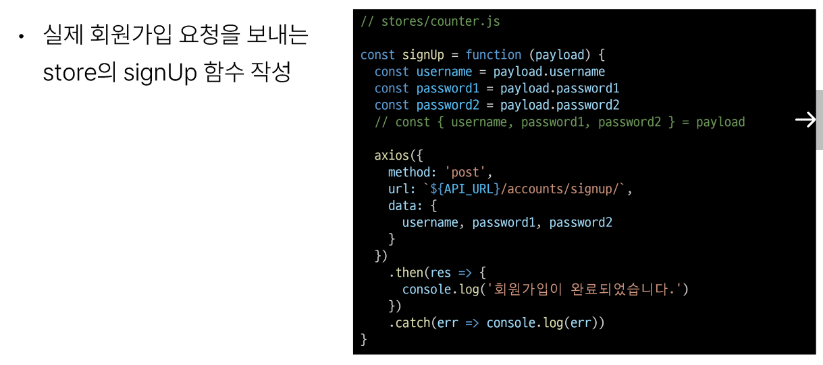 • 실제 회원가입 요청을 보내는
store의 signUp 함수 작성
// stores/counter.js
const signUp = function (payload) {
const username = payload.username
const password1 = payload.password1
const password2 = payload.password2
// const { username, password1, password2 } = payload
axios({
method: 'post',
url: `${API_URL}/accounts/signup/`,
data: {
username, password1, password2
}
})
.then(res => {
console.log('회원가입이 완료되었습니다.')
})
.catch(err => console.log(err))
}